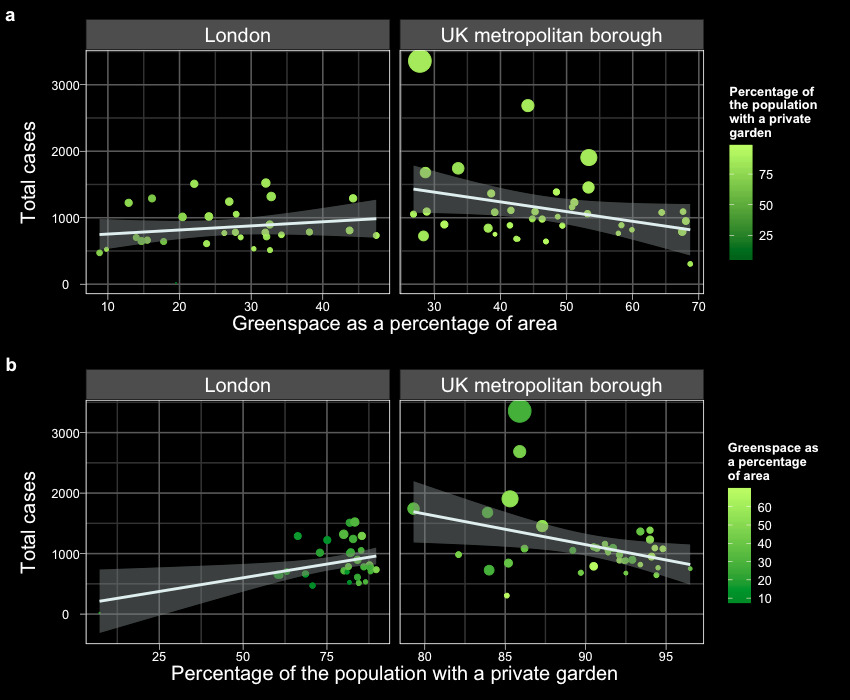 a
London
UK metropolitan borough
3000
2000
1000
0
Total cases
10 20 30 40
30 40 50 60 70
Greenspace as a percentage of area
Percentage of
the population
with a private
garden
75
50
25
b
London
UK metropolitan borough
3000
2000
1000
0
Total cases
25 50 75
80 85 90 95
Percentage of the population with a private garden
Greenspace as
a percentage
of area
60
50
40
30
20
10